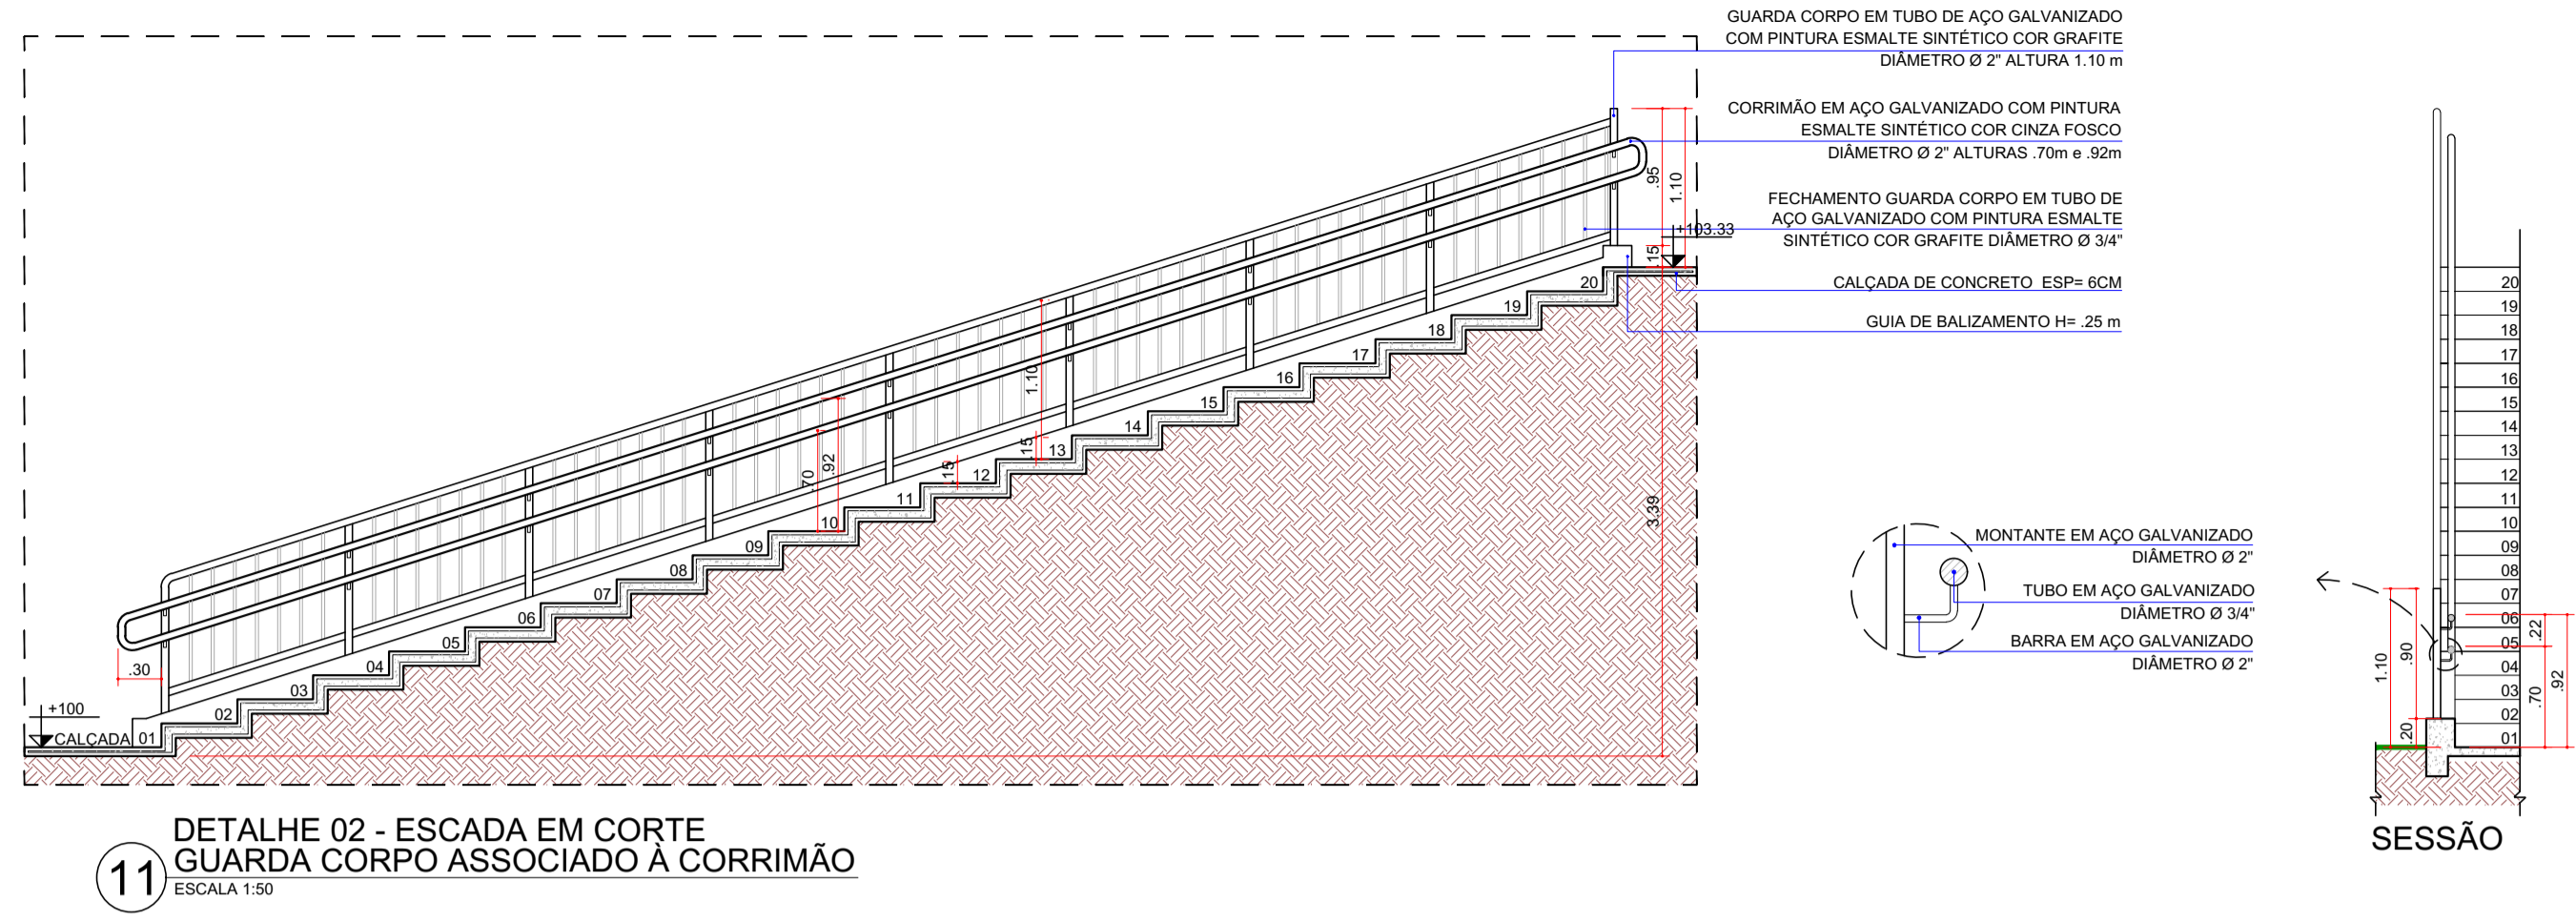 GUARDA CORPO EM TUBO DE AÇO GALVANIZADO
COM PINTURA ESMALTE SINTÉTICO COR GRAFITE
DIÂMETRO Ø 2" ALTURA 1.10 m
CORRIMÃO EM AÇO GALVANIZADO COM PINTURA
ESMALTE SINTÉTICO COR CINZA FOSCO
DIÂMETRO Ø 2" ALTURAS .70m e .92m
FECHAMENTO GUARDA CORPO EM TUBO DE
AÇO GALVANIZADO COM PINTURA ESMALTE
SINTÉTICO COR GRAFITE DIÂMETRO Ø 3/4"
CALÇADA DE CONCRETO ESP= 6CM
GUIA DE BALIZAMENTO H= .25 m
.95
1.10
+103.33
.15
3.39
1.10
.15
.15
.70
.92
.30
+100
CALÇADA
01
02
03
04
05
06
07
08
09
10
11
12
13
14
15
16
17
18
19
20
MONTANTE EM AÇO GALVANIZADO
DIÂMETRO Ø 2"
TUBO EM AÇO GALVANIZADO
DIÂMETRO Ø 3/4"
BARRA EM AÇO GALVANIZADO
DIÂMETRO Ø 2"
20
19
18
17
16
15
14
13
12
11
10
09
08
07
06
05
04
03
02
01
1.10
.90
.20
.22
.70
.92
SESSÃO
11
DETALHE 02 - ESCADA EM CORTE
GUARDA CORPO ASSOCIADO À CORRIMÃO
ESCALA 1:50